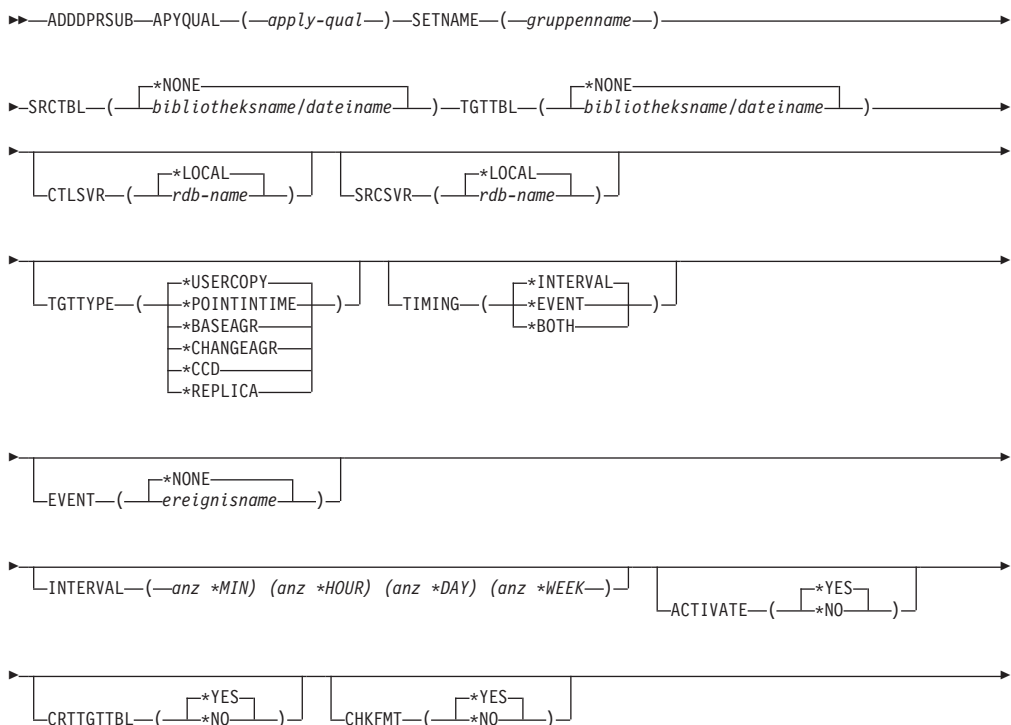 ADDDPRSUB APYQUAL ( apply-qual ) SETNAME ( gruppenname )
*NONE *NONE
SRCTBL ( bibliotheksname/dateiname ) TGTTBL ( bibliotheksname/dateiname )
*LOCAL *LOCAL
CTLSVR ( rdb-name ) SRCSVR ( rdb-name )
*USERCOPY *INTERVAL
TGTTYPE ( *POINTINTIME ) TIMING ( *EVENT )
*BASEAGR *BOTH
*CHANGEAGR
*CCD
*REPLICA
*NONE
EVENT ( ereignisname )
INTERVAL ( anz *MIN) (anz *HOUR) (anz *DAY) (anz *WEEK )
*YES
ACTIVATE ( *NO )
*YES *YES
CRTTGTTBL ( *NO ) CHKFMT ( *NO )